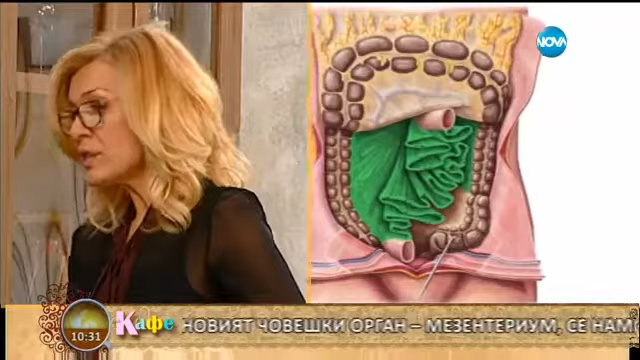 NOVA
10:31 Кафе НОВИЯТ ЧОВЕШКИ ОРГАН – МЕЗЕНТЕРИУМ, СЕ НАМ